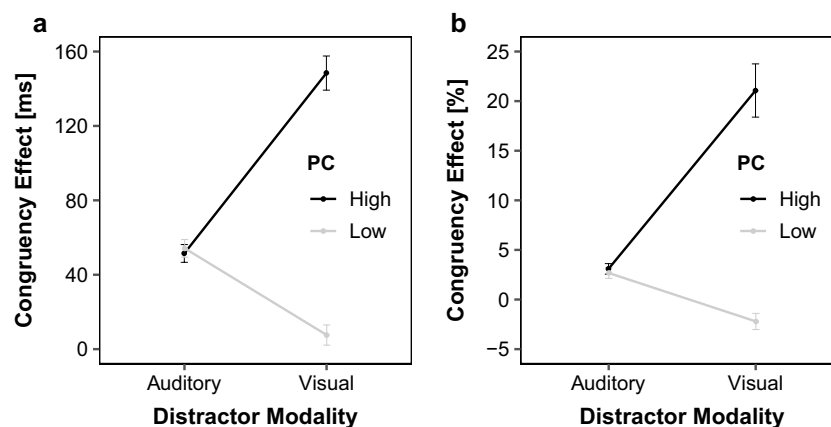 a
160
120
80
40
0
Congruency Effect [ms]
PC
High
Low
Auditory
Visual
Distractor Modality
b
25
20
15
10
5
0
−5
Congruency Effect [%]
PC
High
Low
Auditory
Visual
Distractor Modality